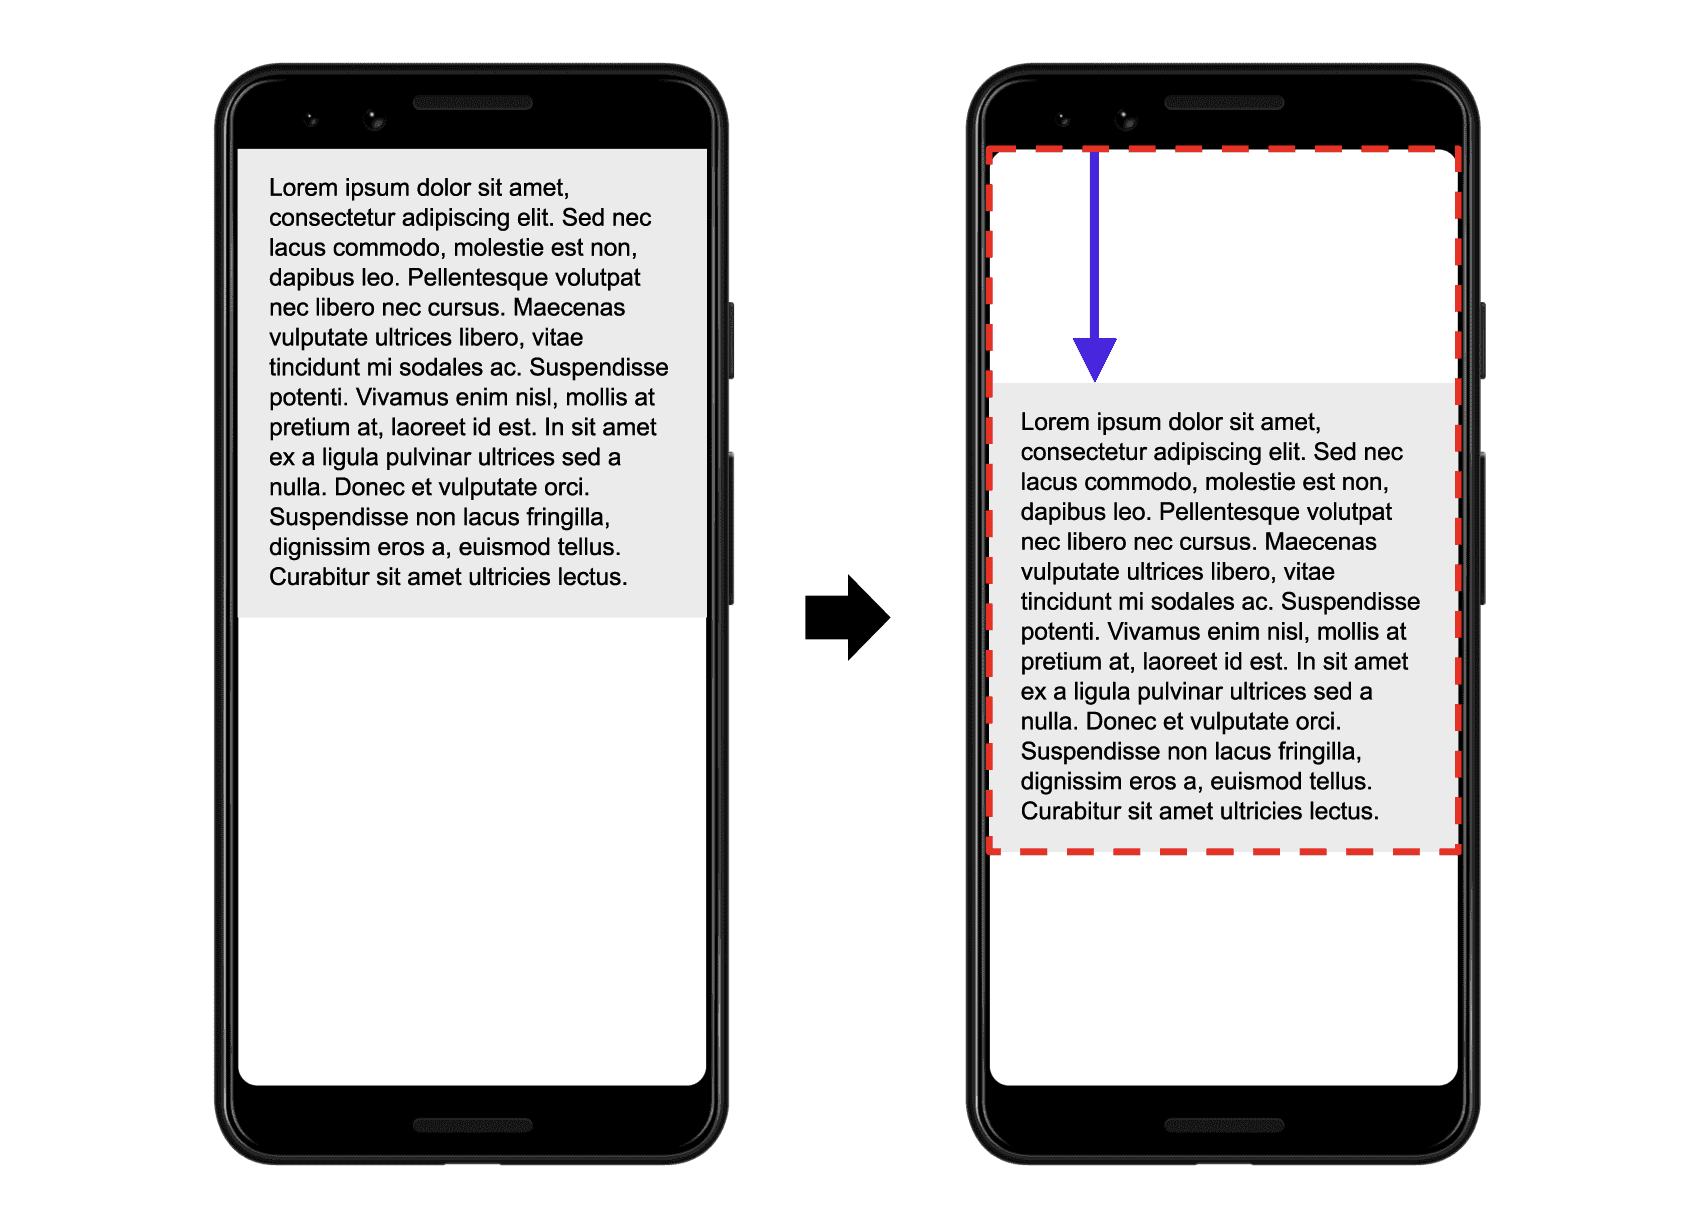 Lorem ipsum dolor sit amet,
consectetur adipiscing elit. Sed nec
lacus commodo, molestie est non,
dapibus leo. Pellentesque volutpat
nec libero nec cursus. Maecenas
vulputate ultrices libero, vitae
tincidunt mi sodales ac. Suspendisse
potenti. Vivamus enim nisl, mollis at
pretium at, laoreet id est. In sit amet
ex a ligula pulvinar ultrices sed a
nulla. Donec et vulputate orci.
Suspendisse non lacus fringilla,
dignissim eros a, euismod tellus.
Curabitur sit amet ultricies lectus.
Lorem ipsum dolor sit amet,
consectetur adipiscing elit. Sed nec
lacus commodo, molestie est non,
dapibus leo. Pellentesque volutpat
nec libero nec cursus. Maecenas
vulputate ultrices libero, vitae
tincidunt mi sodales ac. Suspendisse
potenti. Vivamus enim nisl, mollis at
pretium at, laoreet id est. In sit amet
ex a ligula pulvinar ultrices sed a
nulla. Donec et vulputate orci.
Suspendisse non lacus fringilla,
dignissim eros a, euismod tellus.
Curabitur sit amet ultricies lectus.